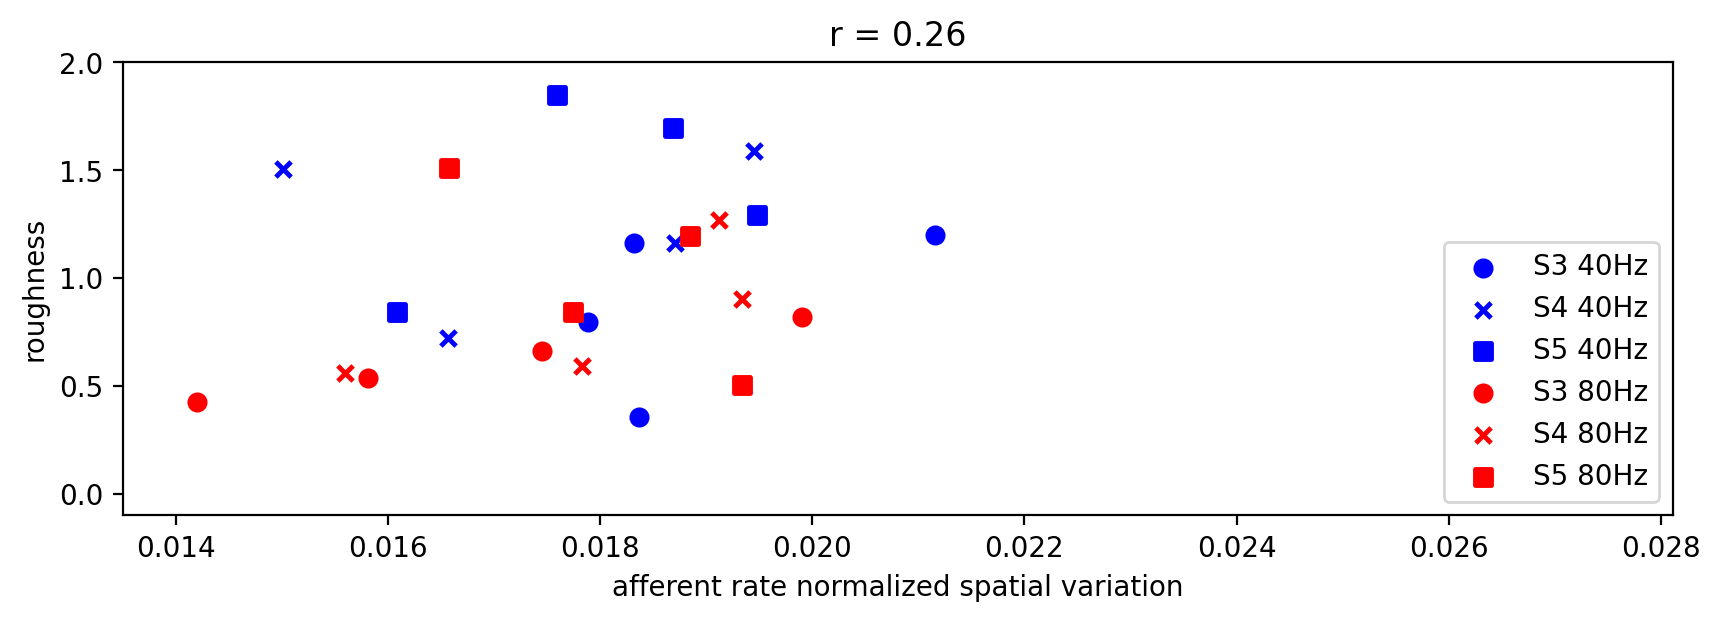 r = 0.26
2.0
1.5
1.0
0.5
0.0
roughness
S3 40Hz
S4 40Hz
S5 40Hz
S3 80Hz
S4 80Hz
S5 80Hz
0.014 0.016 0.018 0.020 0.022 0.024 0.026 0.028
afferent rate normalized spatial variation